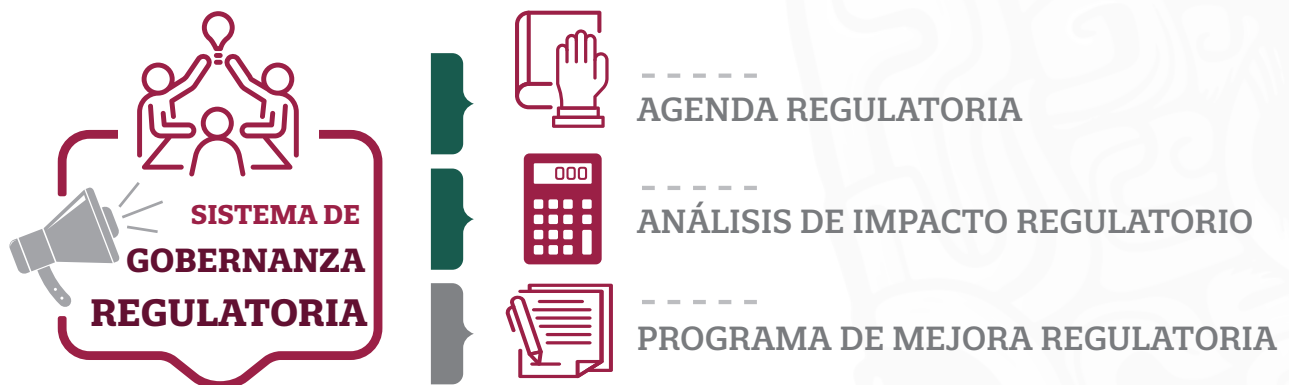 SISTEMA DE
GOBERNANZA
REGULATORIA
AGENDA REGULATORIA
000
ANÁLISIS DE IMPACTO REGULATORIO
PROGRAMA DE MEJORA REGULATORIA